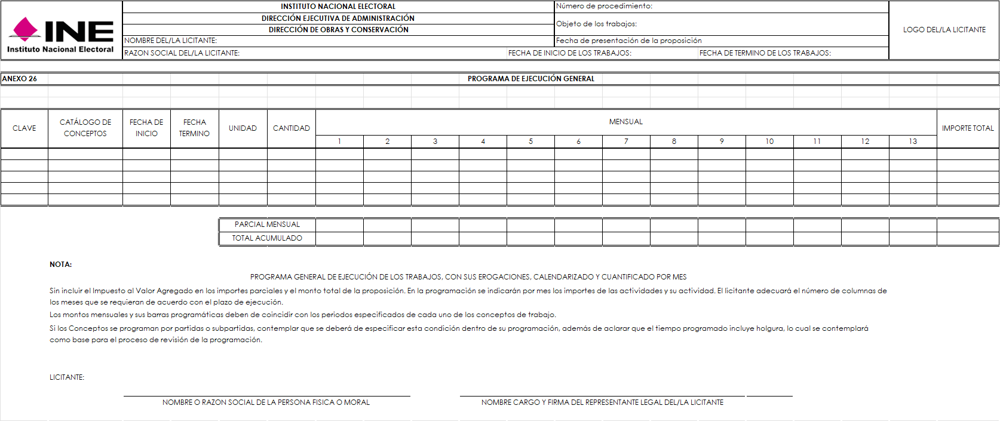 INE
Instituto Nacional Electoral
INSTITUTO NACIONAL ELECTORAL
DIRECCIÓN EJECUTIVA DE ADMINISTRACIÓN
DIRECCIÓN DE OBRAS Y CONSERVACIÓN
NOMBRE DEL/LA LICITANTE:
RAZON SOCIAL DEL/LA LICITANTE:
Número de procedimiento:
Objeto de los trabajos:
Fecha de presentación de la proposición
FECHA DE INICIO DE LOS TRABAJOS:
FECHA DE TERMINO DE LOS TRABAJOS:
LOGO DEL/LA LICITANTE
ANEXO 26
PROGRAMA DE EJECUCIÓN GENERAL
CLAVE
CATÁLOGO DE
CONCEPTOS
FECHA DE
INICIO
FECHA
TERMINO
UNIDAD
CANTIDAD
MENSUAL
1 2 3 4 5 6 7 8 9 10 11 12 13
IMPORTE TOTAL
PARCIAL MENSUAL
TOTAL ACUMULADO
NOTA:
PROGRAMA GENERAL DE EJECUCIÓN DE LOS TRABAJOS, CON SUS EROGACIONES, CALENDARIZADO Y CUANTIFICADO POR MES
Sin incluir el Impuesto al Valor Agregado en los importes parciales y el monto total de la proposición. En la programación se indicarán por mes los importes de las actividades y su actividad. El licitante adecuará el número de columnas de
los meses que se requieran de acuerdo con el plazo de ejecución.
Los montos mensuales y sus barras programáticas deben de coincidir con los periodos especificados de cada uno de los conceptos de trabajo.
Si los Conceptos se programan por partidas o subpartidas, contemplar que se deberá de especificar esta condición dentro de su programación, además de aclarar que el tiempo programado incluye holgura, lo cual se contemplará
como base para el proceso de revisión de la programación.
LICITANTE:
NOMBRE O RAZON SOCIAL DE LA PERSONA FISICA O MORAL
NOMBRE CARGO Y FIRMA DEL REPRESENTANTE LEGAL DEL/LA LICITANTE